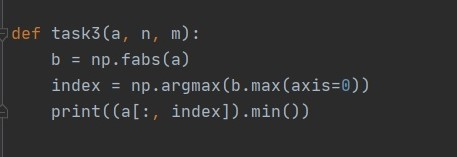 def task3(a, n, m):
    b = np.fabs(a)
    index = np.argmax(b.max(axis=0))
    print((a[:, index]).min())